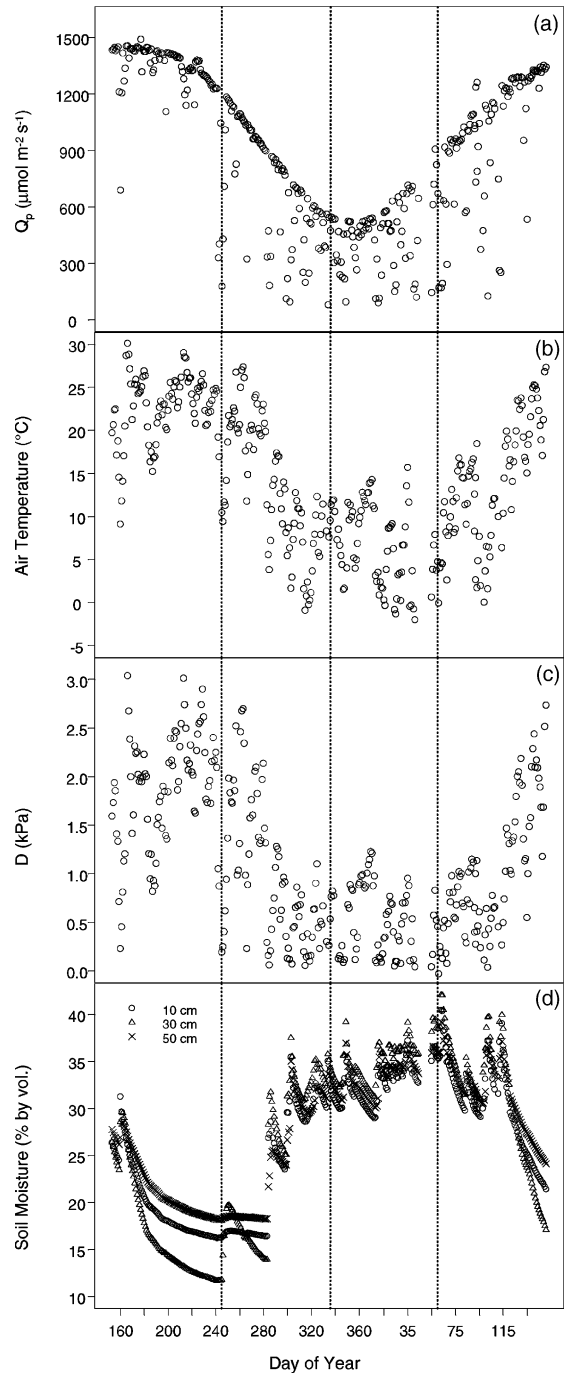 (a)
1500
1200
900
600
300
0
Qp (μmol m⁻² s⁻¹)
(b)
30
25
20
15
10
5
0
-5
Air Temperature (°C)
(c)
3.0
2.5
2.0
1.5
1.0
0.5
0.0
D (kPa)
(d)
10 cm
30 cm
50 cm
40
35
30
25
20
15
10
Soil Moisture (% by vol.)
160 200 240 280 320 360 35 75 115
Day of Year